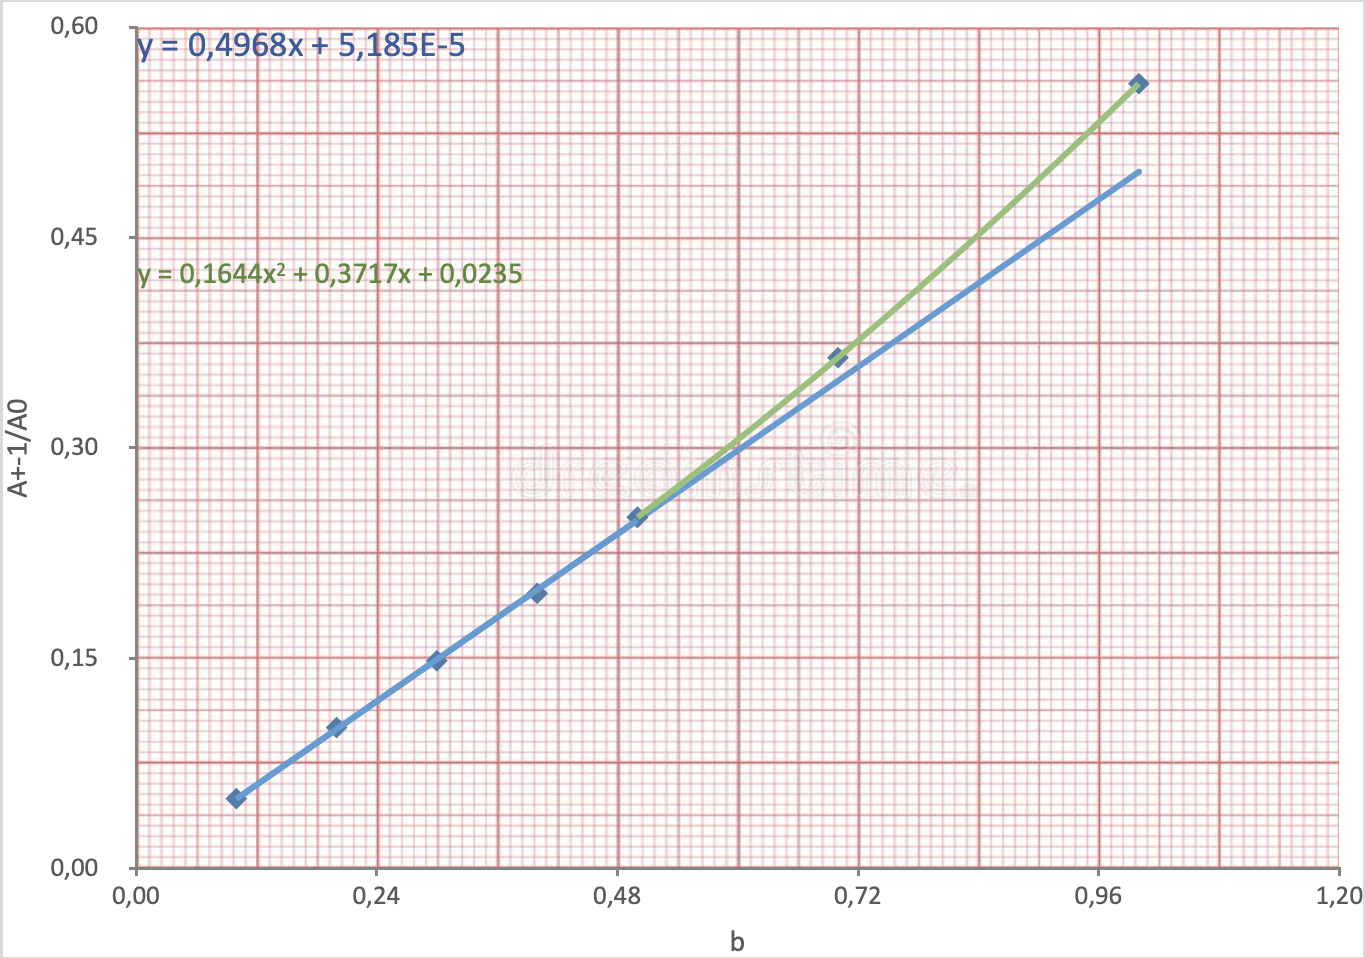 0,60
y = 0,4968x + 5,185E-5
0,45
y = 0,1644x² + 0,3717x + 0,0235
A+-1/A0
0,30
dreamstime.
0,15
0,00
0,00 0,24 0,48 0,72 0,96 1,20
b